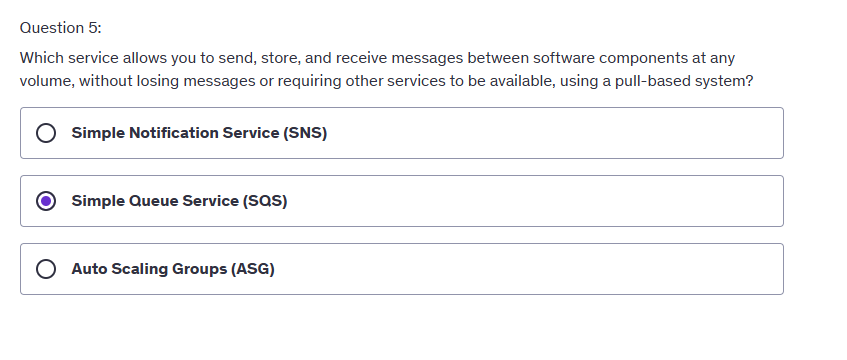 Question 5:
Which service allows you to send, store, and receive messages between software components at any
volume, without losing messages or requiring other services to be available, using a pull-based system?
Simple Notification Service (SNS)
Simple Queue Service (SQS)
Auto Scaling Groups (ASG)